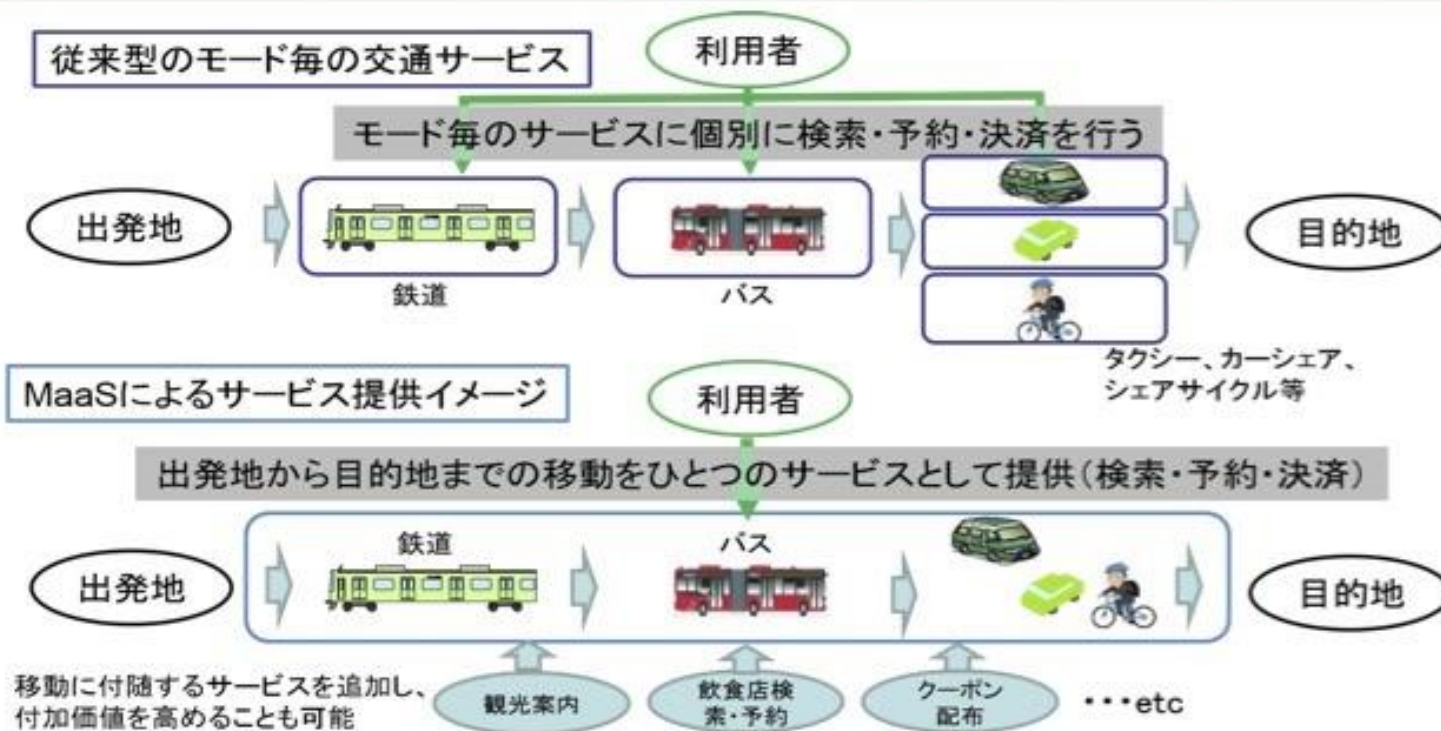 従来型のモード毎の交通サービス
利用者
モード毎のサービスに個別に検索・予約・決済を行う
出発地
目的地
鉄道
バス
タクシー、カーシェア、
シェアサイクル等
MaaSによるサービス提供イメージ
利用者
出発地から目的地までの移動をひとつのサービスとして提供（検索・予約・決済）
鉄道
バス
出発地
目的地
移動に付随するサービスを追加し、
付加価値を高めることも可能
観光案内
飲食店検
索・予約
クーポン
配布
・・・etc